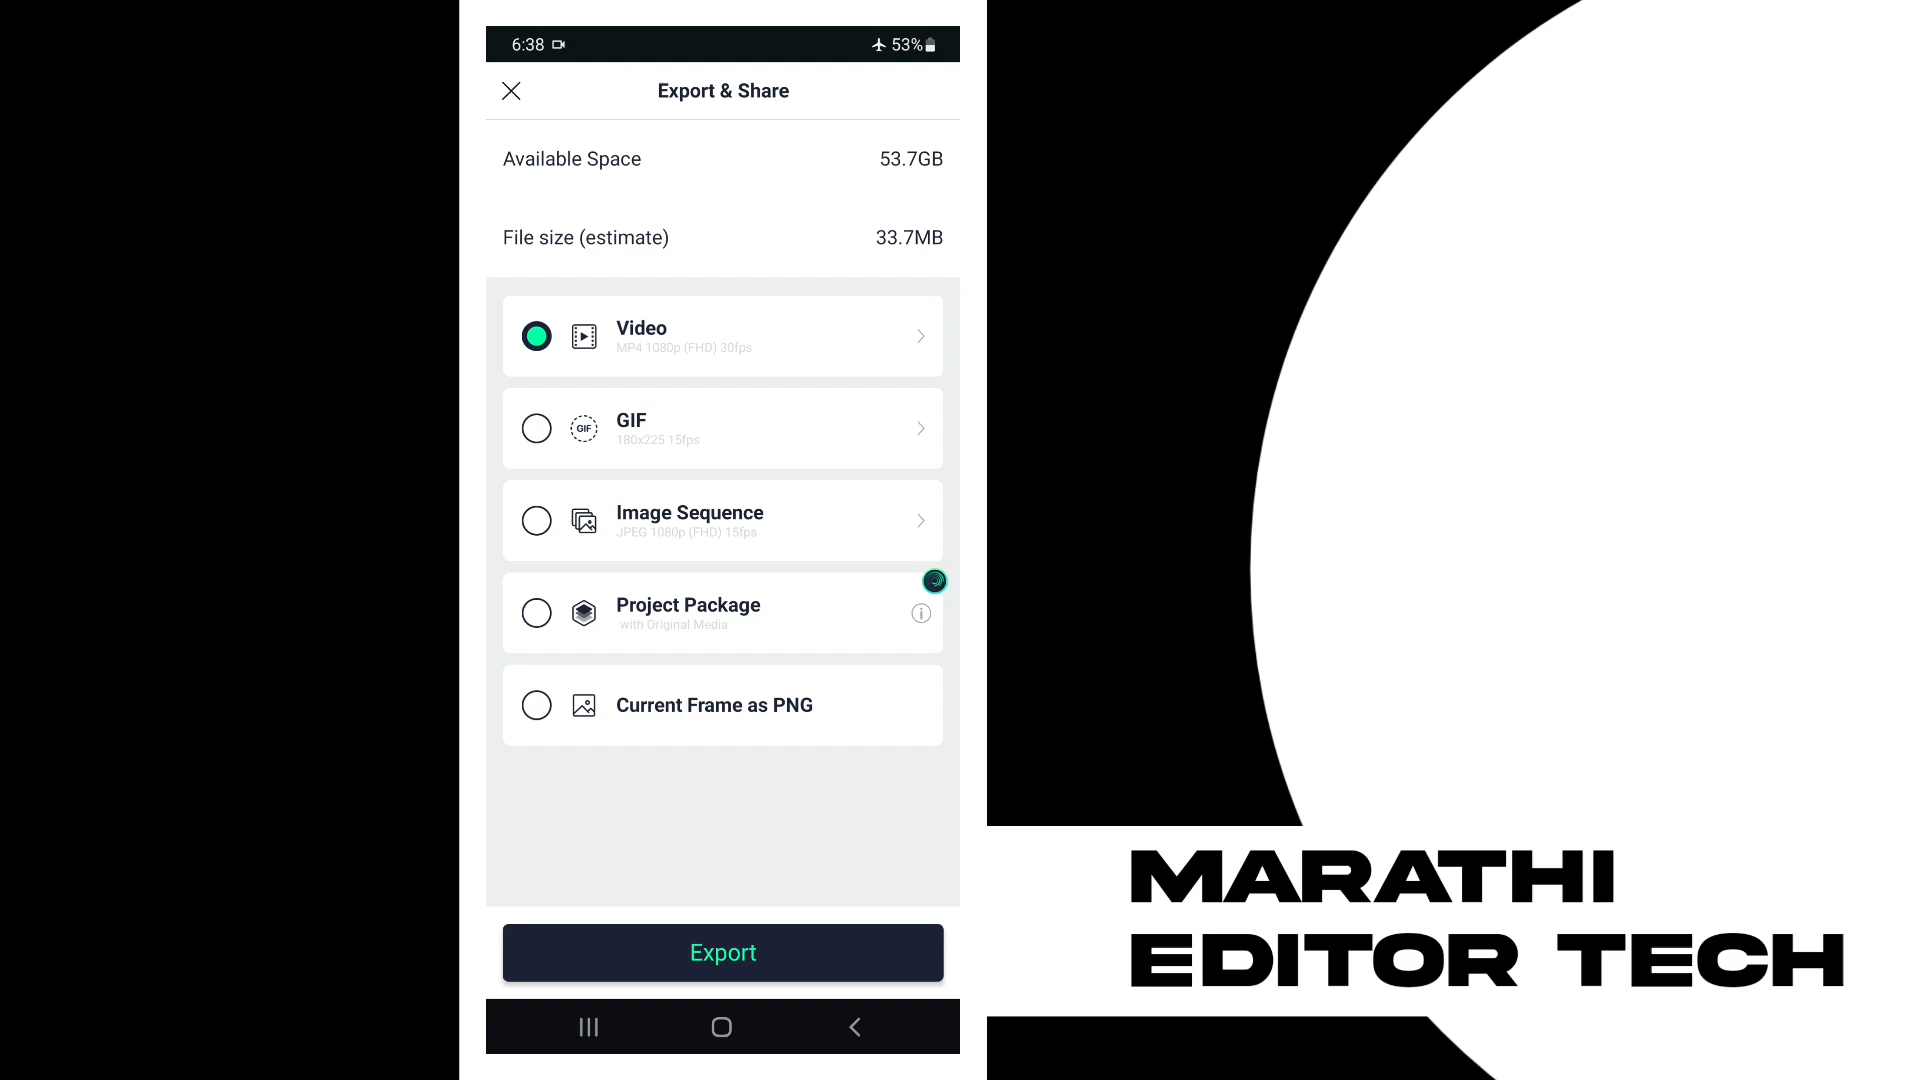 6:38
53%
Export & Share
Available Space 53.7GB
File size (estimate) 33.7MB
Video
MP4 1080p (FHD) 30fps
GIF
GIF
180x225 15fps
Image Sequence
JPEG 1080p (FHD) 15fps
Project Package
with Original Media
Current Frame as PNG
Export
MARATHI
EDITOR TECH